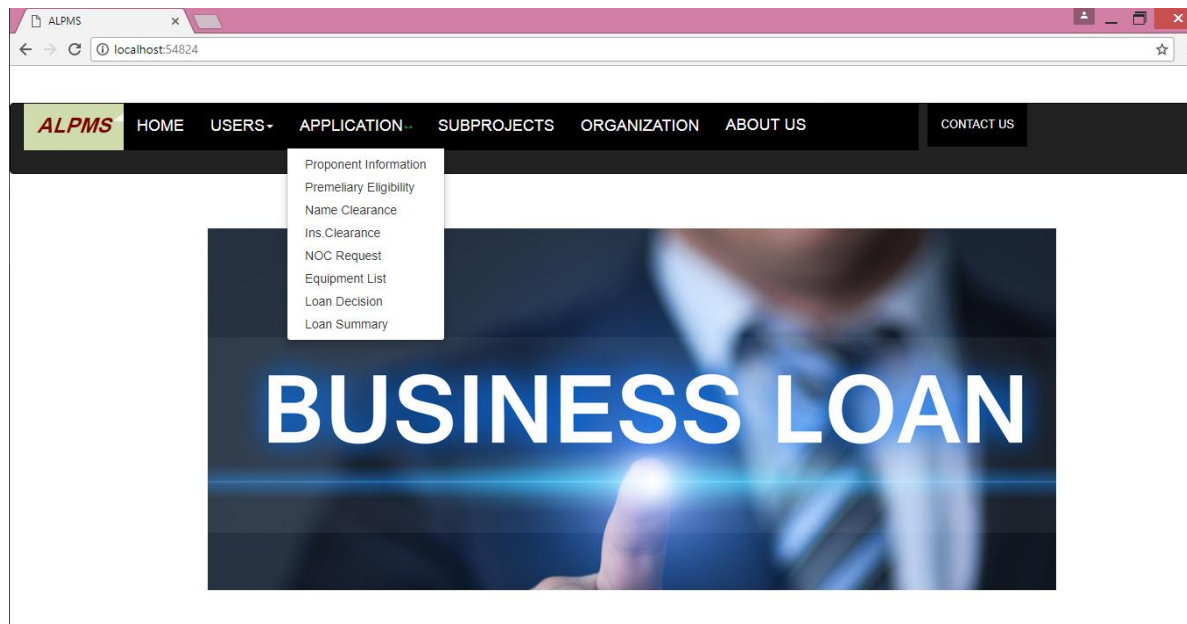 ALPMS
localhost:54824
ALPMS HOME USERS APPLICATION SUBPROJECTS ORGANIZATION ABOUT US CONTACT US
Proponent Information
Premeliary Eligibility
Name Clearance
Ins.Clearance
NOC Request
Equipment List
Loan Decision
Loan Summary
BUSINESS LOAN